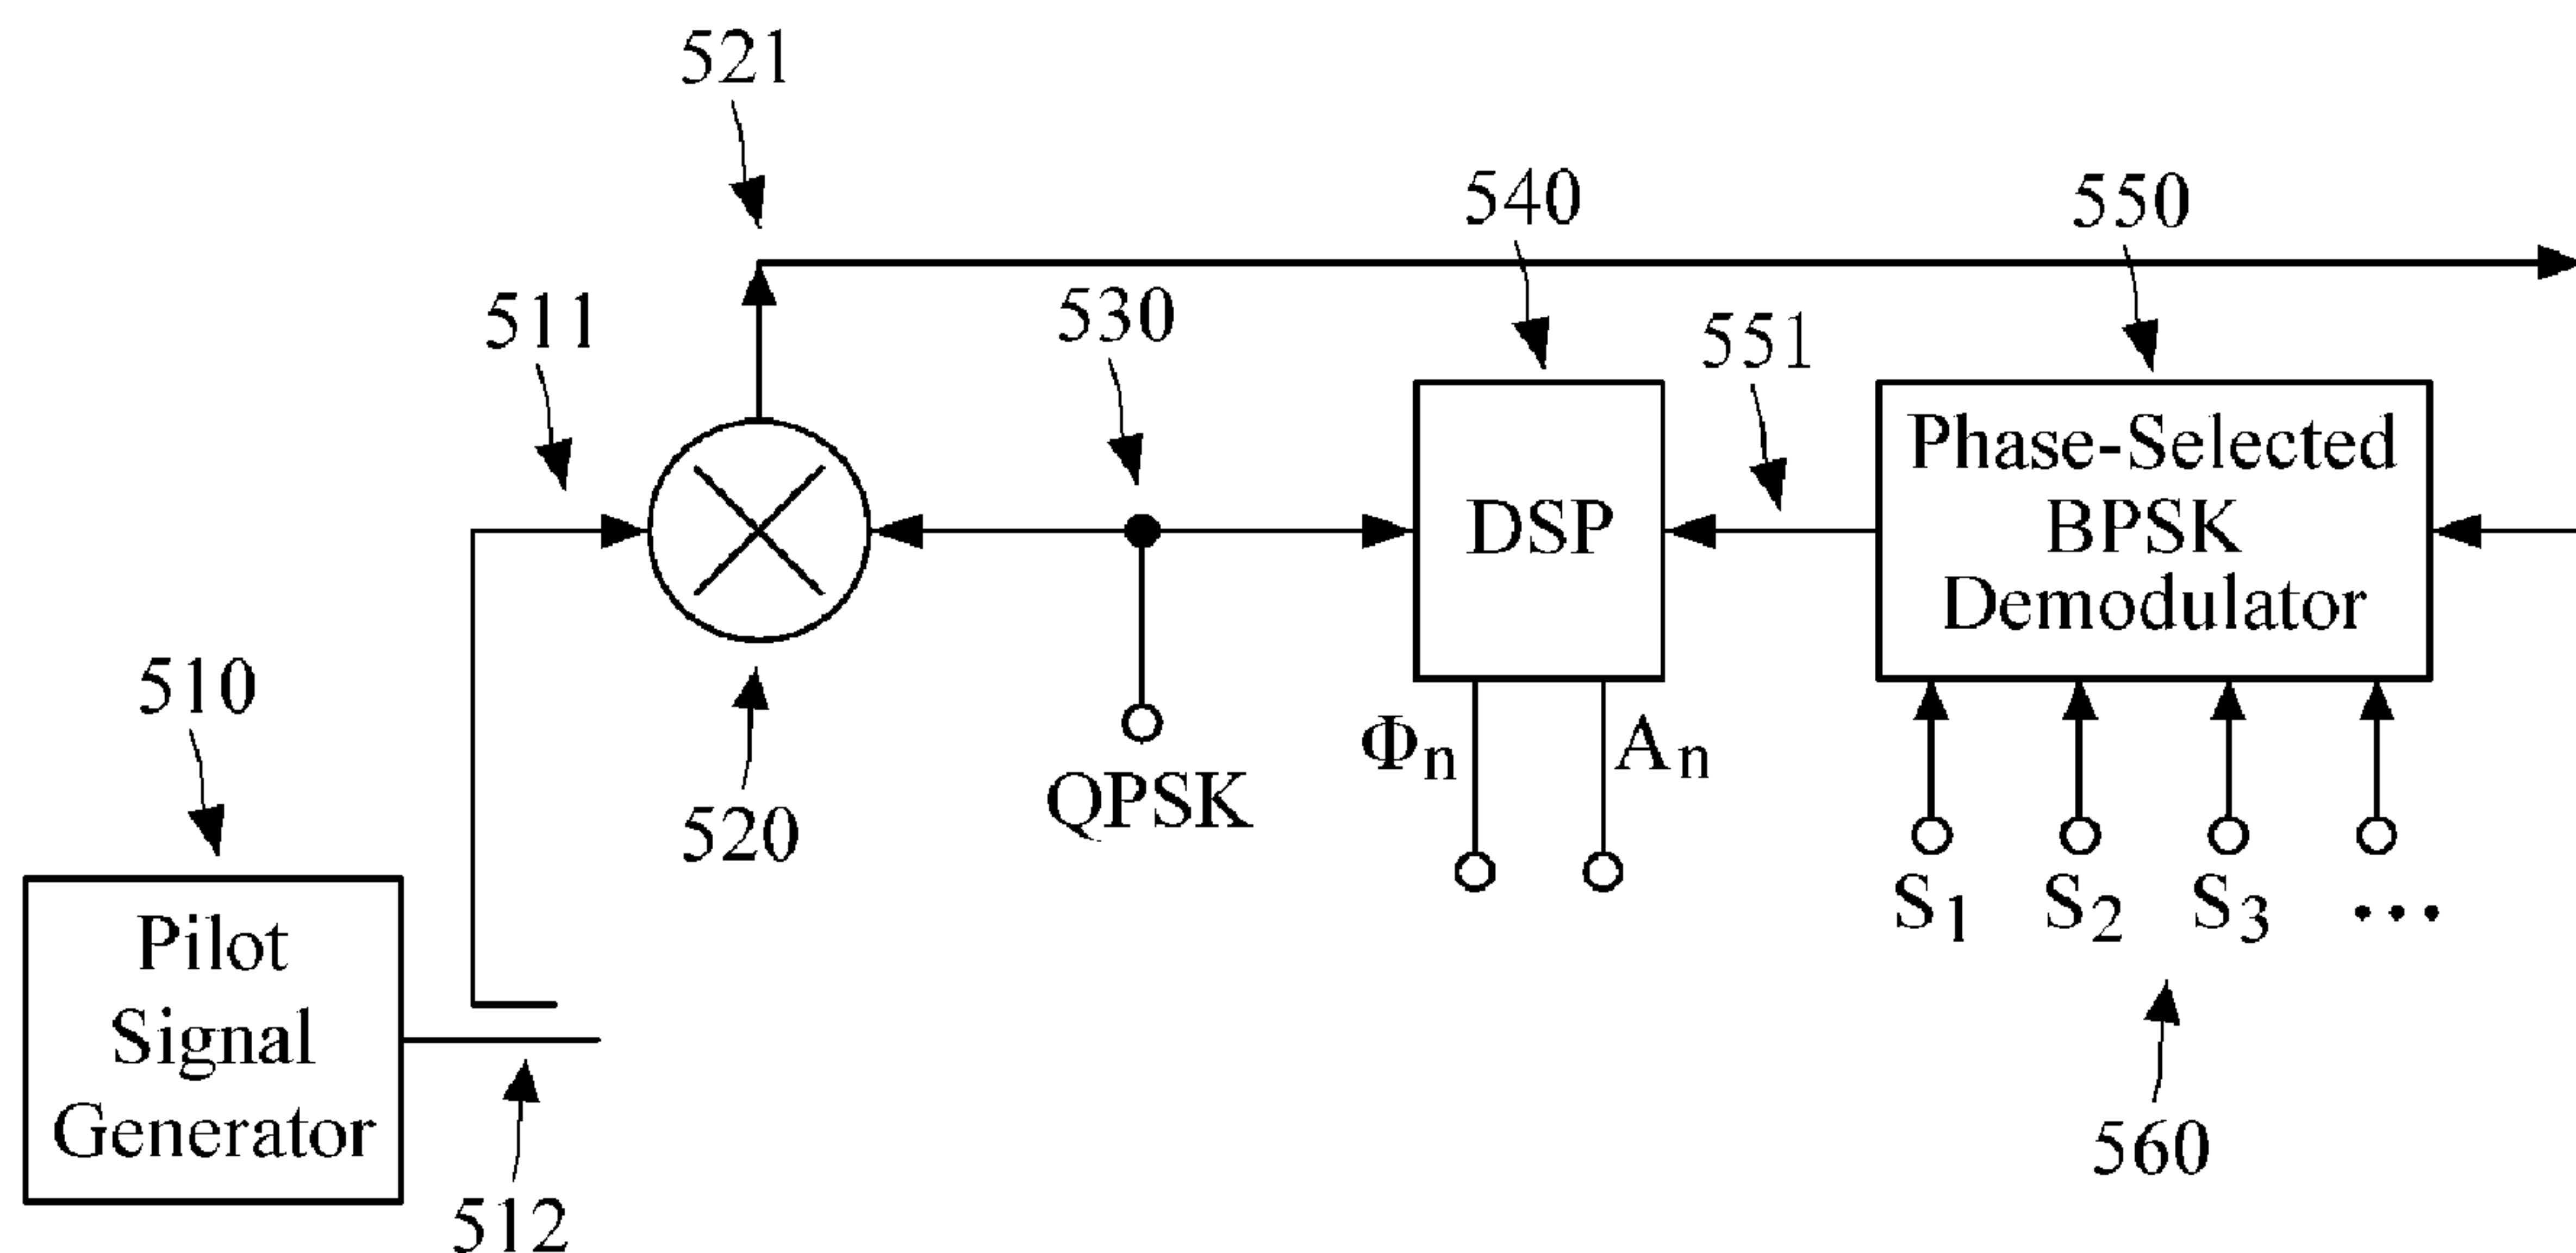 521
540
550
530
511
551
Phase-Selected
BPSK
Demodulator
DSP
510
Φn
An
QPSK
520
S1
S2
S3
...
Pilot
Signal
Generator
560
512